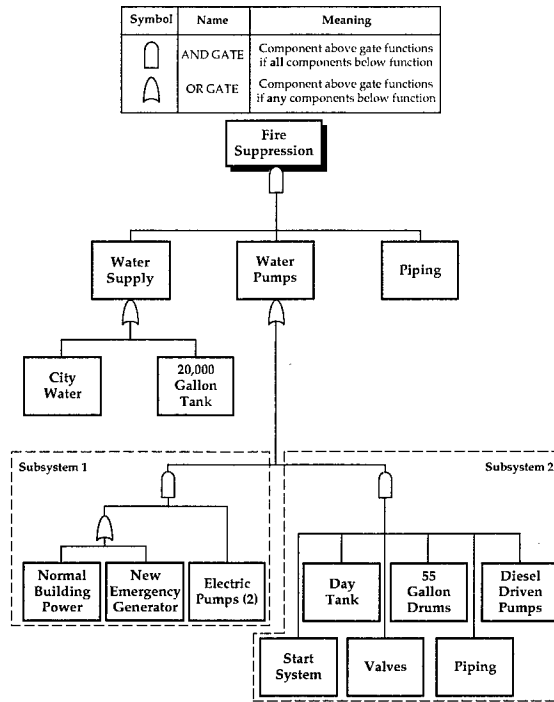 Symbol Name Meaning
AND GATE Component above gate functions
if all components below function
OR GATE Component above gate functions
if any components below function
Fire
Suppression
Water
Supply
Water
Pumps
Piping
City
Water
20,000
Gallon
Tank
Subsystem 1
Subsystem 2
Normal
Building
Power
New
Emergency
Generator
Electric
Pumps (2)
Day
Tank
55
Gallon
Drums
Diesel
Driven
Pumps
Start
System
Valves
Piping